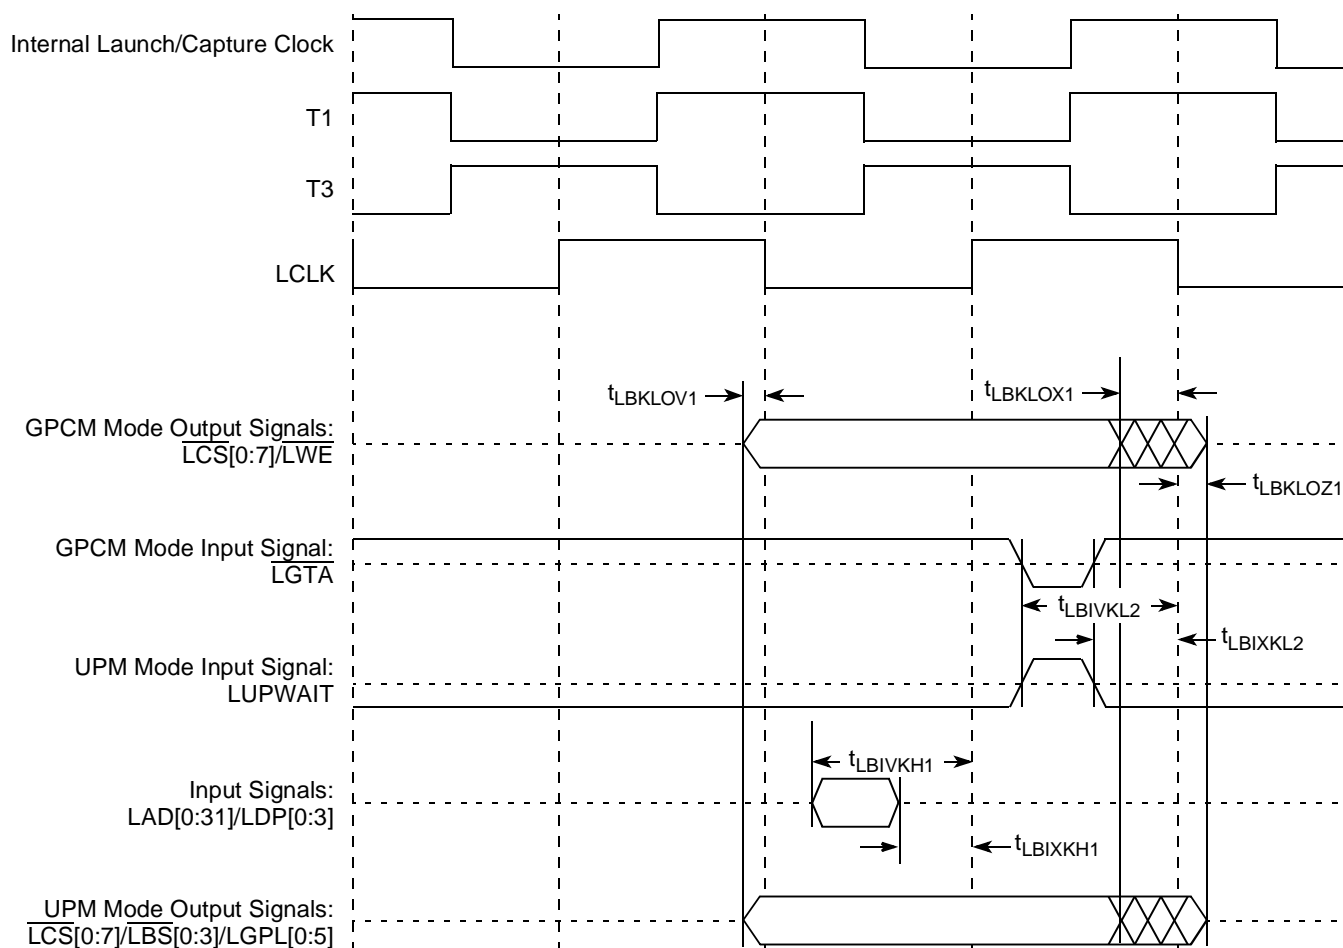 Internal Launch/Capture Clock
T1
T3
LCLK
tLBKLOV1
tLBKLOX1
GPCM Mode Output Signals:
LCS[0:7]/LWE
tLBKLOZ1
GPCM Mode Input Signal:
LGTA
tLBIVKL2
tLBIXKL2
UPM Mode Input Signal:
LUPWAIT
tLBIVKH1
Input Signals:
LAD[0:31]/LDP[0:3]
tLBIXKH1
UPM Mode Output Signals:
LCS[0:7]/LBS[0:3]/LGPL[0:5]